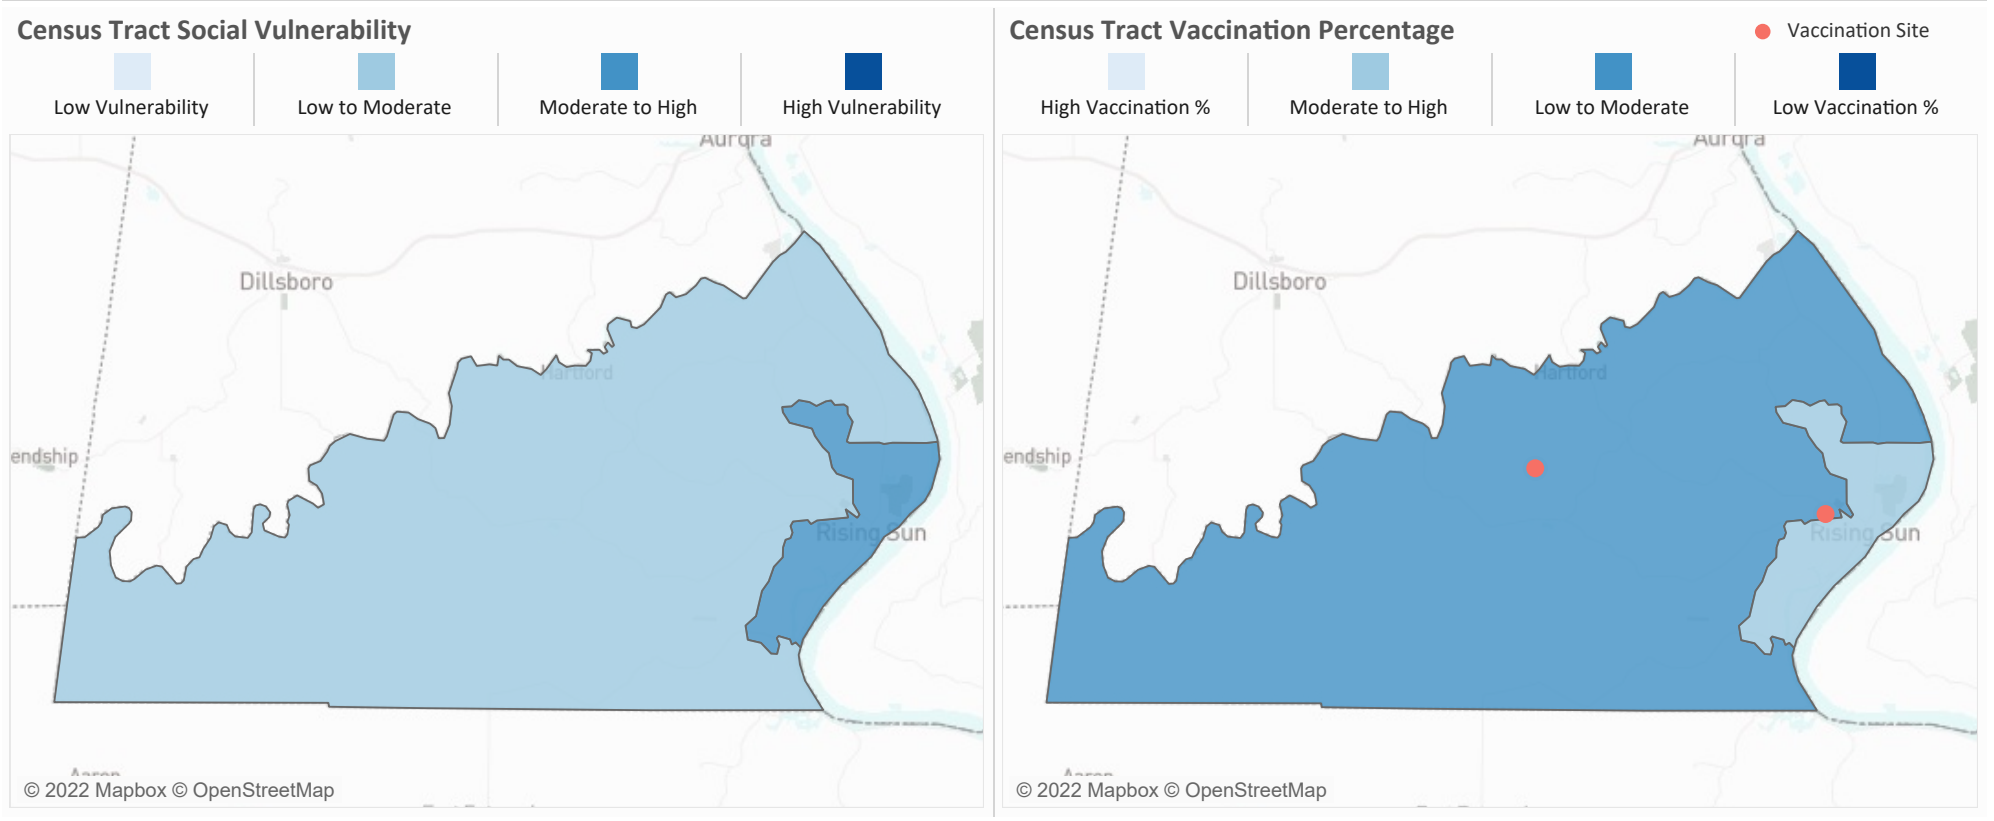 Census Tract Social Vulnerability
Low Vulnerability
Low to Moderate
Moderate to High
High Vulnerability
Aurora
Dillsboro
Hartford
endship
Rising Sun
© 2022 Mapbox © OpenStreetMap
Census Tract Vaccination Percentage
Vaccination Site
High Vaccination %
Moderate to High
Low to Moderate
Low Vaccination %
Aurora
Dillsboro
Hartford
endship
Rising Sun
© 2022 Mapbox © OpenStreetMap